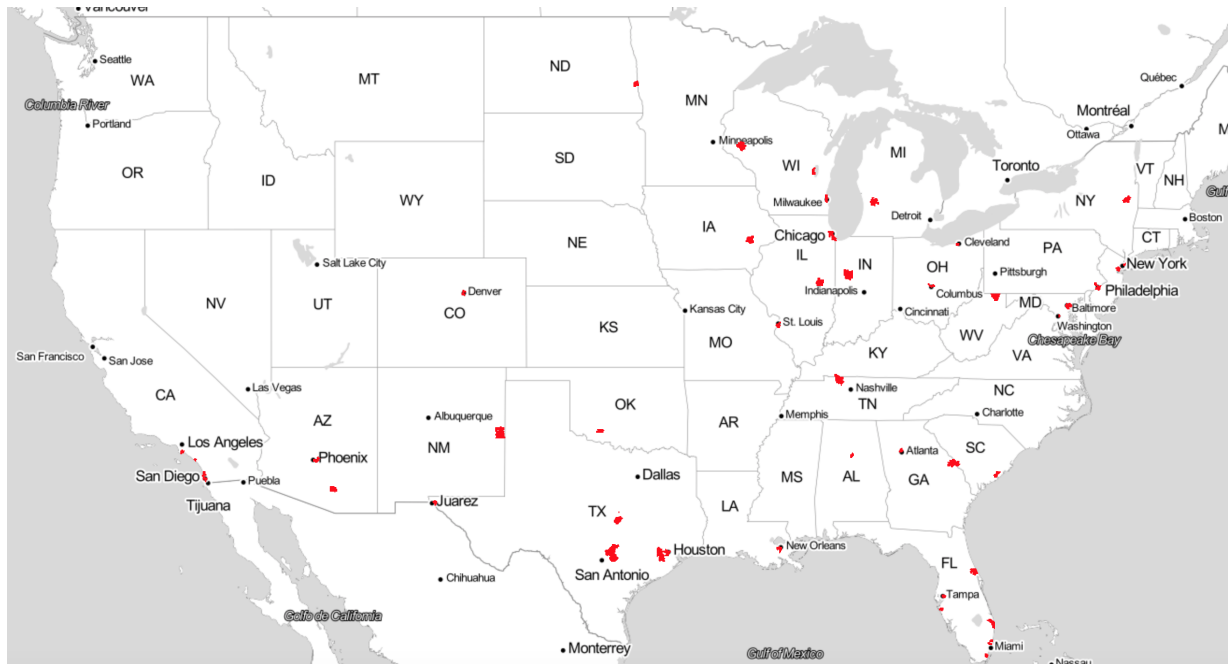 Vancouver
Seattle
WA
MT
ND
MN
Québec
Montréal
Ottawa
Columbia River
Portland
OR
ID
SD
Minneapolis
WI
MI
Toronto
VT
NH
M
Gulf
WY
Milwaukee
NY
Boston
Detroit
IA
NE
Chicago
Cleveland
PA
CT
Salt Lake City
NV
UT
Denver
CO
IL
IN
OH
New York
Pittsburgh
Indianapolis
Columbus
Philadelphia
MD
Baltimore
Kansas City
Cincinnati
St. Louis
Washington
KS
MO
WV
Chesapeake Bay
San Francisco
San Jose
KY
VA
CA
Las Vegas
Nashville
NC
AZ
Albuquerque
OK
AR
Memphis
TN
Charlotte
Los Angeles
NM
SC
Phoenix
Atlanta
San Diego
Puebla
Dallas
MS
AL
GA
Tijuana
Juarez
TX
LA
Houston
New Orleans
San Antonio
FL
Chihuahua
Tampa
Golfo de California
Monterrey
Gulf of Mexico
Miami
Nassau